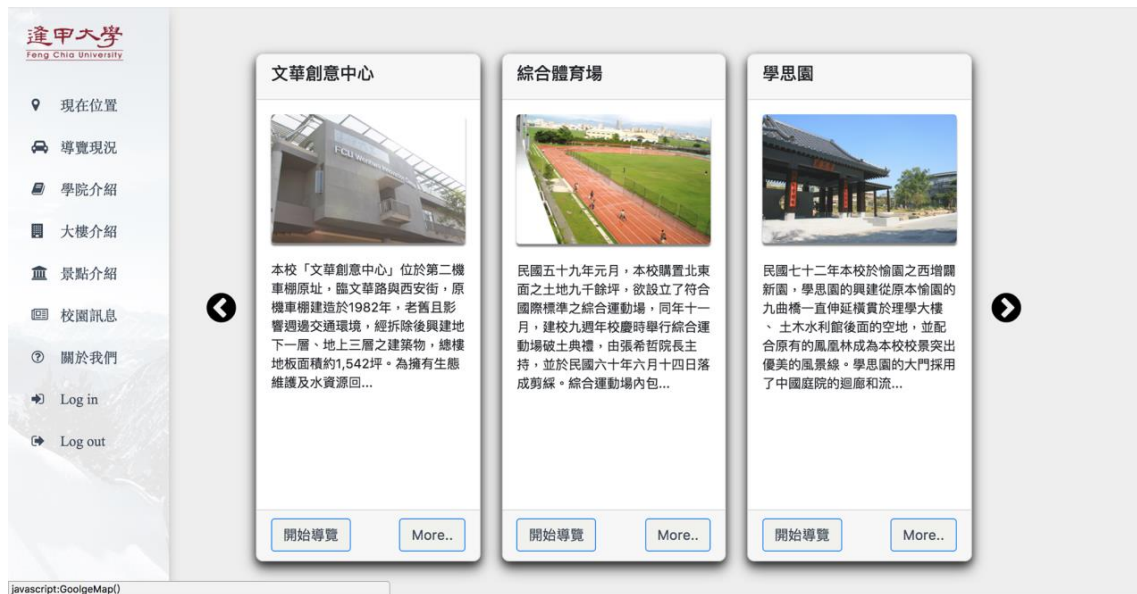 逢甲大學
Feng Chia University
現在位置
導覽現況
學院介紹
大樓介紹
景點介紹
校園訊息
關於我們
Log in
Log out
文華創意中心
本校「文華創意中心」位於第二機
車棚原址,臨文華路與西安街,原
機車棚建造於1982年,老舊且影
響週邊交通環境,經拆除後興建地
下一層、地上三層之建築物,總樓
地板面積約1,542坪。為擁有生態
維護及水資源回...
開始導覽
More..
綜合體育場
民國五十九年元月,本校購置北東
面之土地九千餘坪,欲設立了符合
國際標準之綜合運動場,同年十一
月,建校九週年校慶時舉行綜合運
動場破土典禮,由張希哲院長主
持,並於民國六十年六月十四日落
成剪綵。綜合運動場內包...
開始導覽
More..
學思園
民國七十二年本校於愉園之西增闢
新園,學思園的興建從原本愉園的
九曲橋一直伸延橫貫於理學大樓
、土木水利館後面的空地,並配
合原有的鳳凰林成為本校校景突出
優美的風景線。學思園的大門採用
了中國庭院的迴廊和流...
開始導覽
More..
javascript:GoolgeMap()